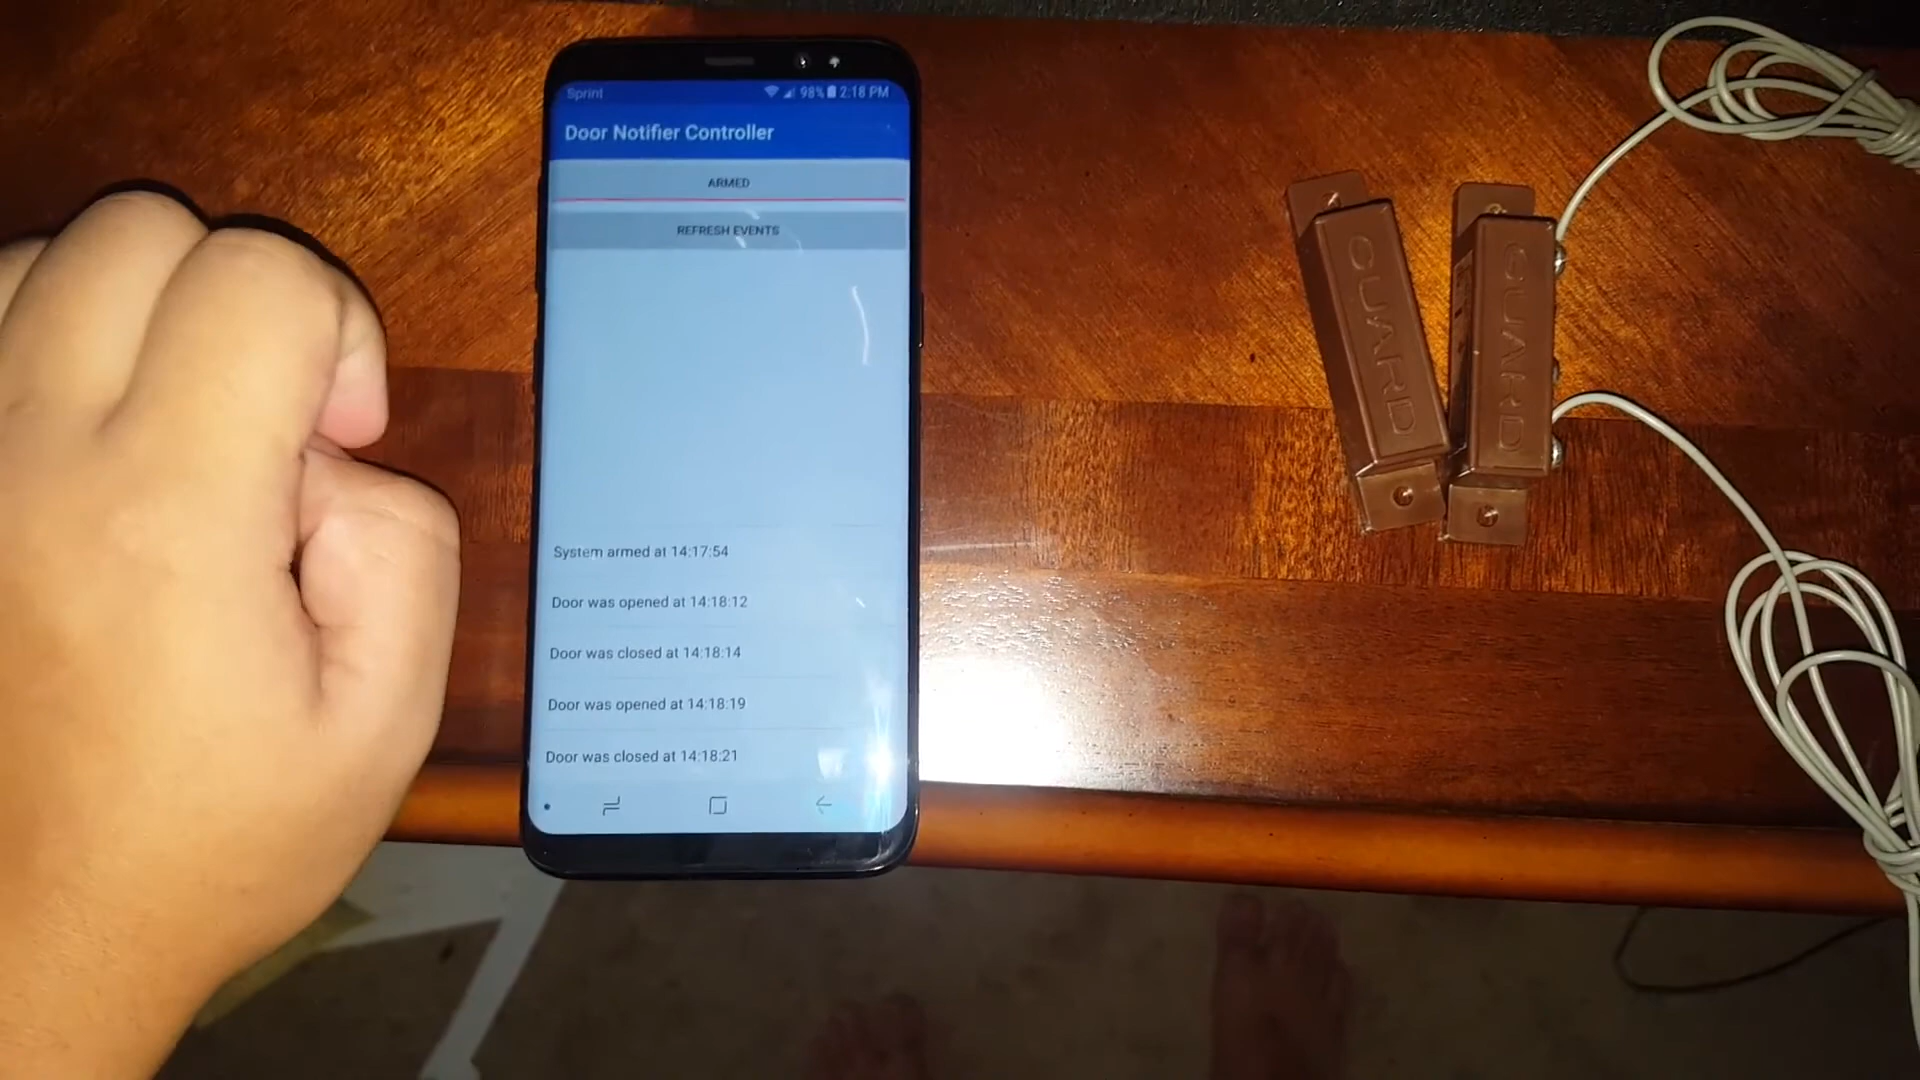 Sprint 98% 2:18 PM
Door Notifier Controller
ARMED
REFRESH EVENTS
System armed at 14:17:54
Door was opened at 14:18:12
Door was closed at 14:18:14
Door was opened at 14:18:19
Door was closed at 14:18:21
GUARD
GUARD